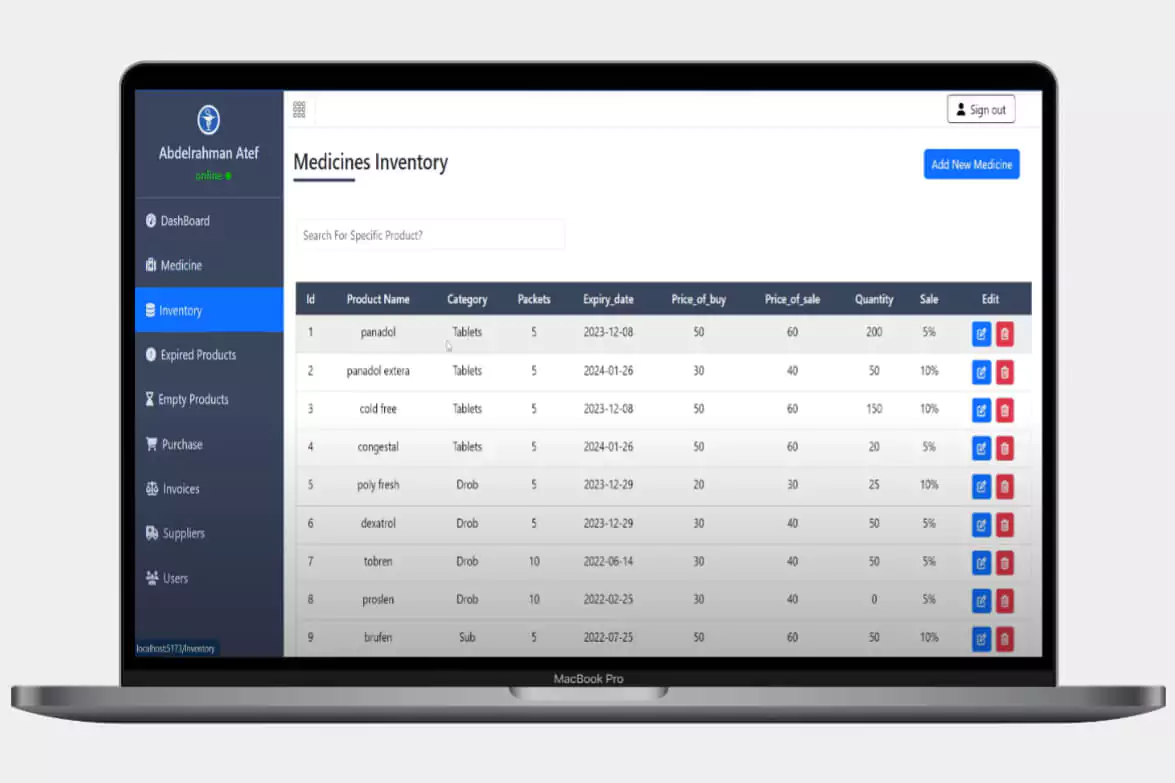 Sign out
Abdelrahman Atef
online
Medicines Inventory
Add New Medicine
DashBoard
Medicine
Inventory
Expired Products
Empty Products
Purchase
Invoices
Suppliers
Users
localhost:5173/Inventory
Search For Specific Product?
Id Product Name Category Packets Expiry_date Price_of_buy Price_of_sale Quantity Sale Edit
1 panadol Tablets 5 2023-12-08 50 60 200 5%
2 panadol extera Tablets 5 2024-01-26 30 40 50 10%
3 cold free Tablets 5 2023-12-08 50 60 150 10%
4 congestal Tablets 5 2024-01-26 50 60 20 5%
5 poly fresh Drob 5 2023-12-29 20 30 25 10%
6 dexatrol Drob 5 2023-12-29 30 40 50 5%
7 tobren Drob 10 2022-06-14 30 40 50 5%
8 proslen Drob 10 2022-02-25 30 40 0 5%
9 brufen Sub 5 2022-07-25 50 60 50 10%
MacBook Pro